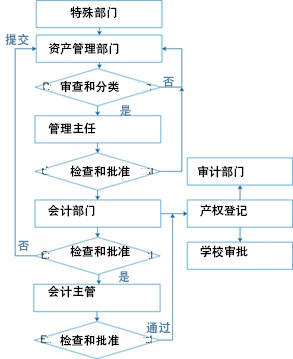 特殊部门
提交
资产管理部门
审查和分类
否
是
管理主任
检查和批准
审计部门
会计部门
产权登记
检查和批准
否
学校审批
是
会计主管
通过
检查和批准